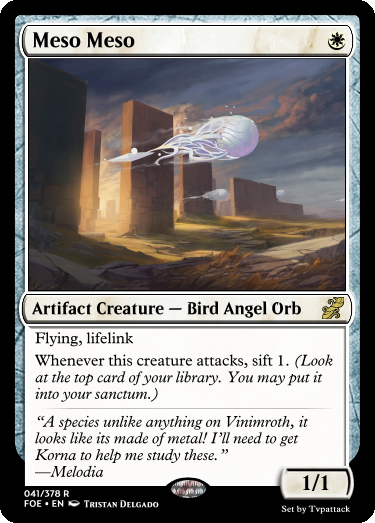 Meso Meso
Artifact Creature — Bird Angel Orb
Flying, lifelink
Whenever this creature attacks, sift 1. (Look
at the top card of your library. You may put it
into your sanctum.)
“A species unlike anything on Vinimroth, it
looks like its made of metal! I’ll need to get
Korna to help me study these.”
—Melodia
1/1
041/378 R
FOE • EN Tristan Delgado
Set by Tvpattack